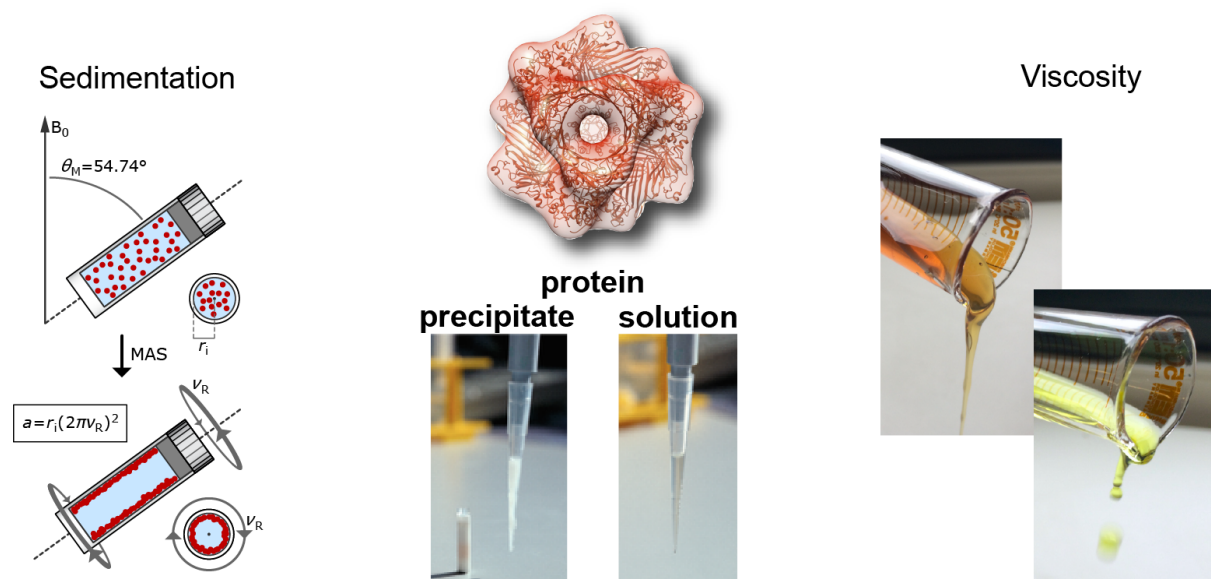 Sedimentation
B0
θM=54.74°
ri
MAS
νR
a=ri(2πνR)2
νR
protein
precipitate solution
Viscosity